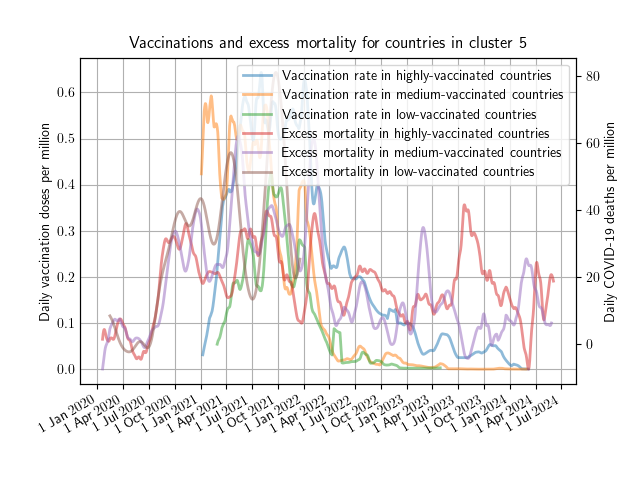 Vaccinations and excess mortality for countries in cluster 5
Vaccination rate in highly-vaccinated countries
Vaccination rate in medium-vaccinated countries
Vaccination rate in low-vaccinated countries
Excess mortality in highly-vaccinated countries
Excess mortality in medium-vaccinated countries
Excess mortality in low-vaccinated countries
Daily vaccination doses per million
0.6
0.5
0.4
0.3
0.2
0.1
0.0
80
60
40
20
0
Daily COVID-19 deaths per million
1 Jan 2020
1 Apr 2020
1 Jul 2020
1 Oct 2020
1 Jan 2021
1 Apr 2021
1 Jul 2021
1 Oct 2021
1 Jan 2022
1 Apr 2022
1 Jul 2022
1 Oct 2022
1 Jan 2023
1 Apr 2023
1 Jul 2023
1 Oct 2023
1 Jan 2024
1 Apr 2024
1 Jul 2024